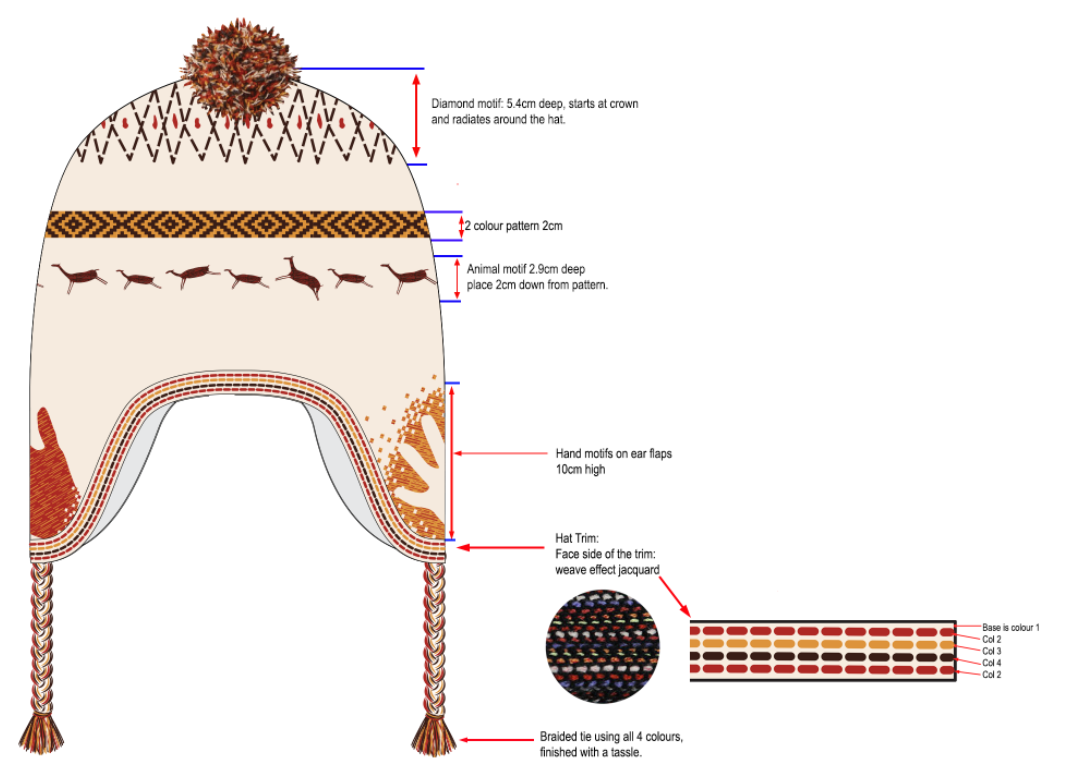 Diamond motif: 5.4cm deep, starts at crown
and radiates around the hat.
2 colour pattern 2cm
Animal motif 2.9cm deep
place 2cm down from pattern.
Hand motifs on ear flaps
10cm high
Hat Trim:
Face side of the trim:
weave effect jacquard
Base is colour 1
Col 2
Col 3
Col 4
Col 2
Braided tie using all 4 colours,
finished with a tassle.